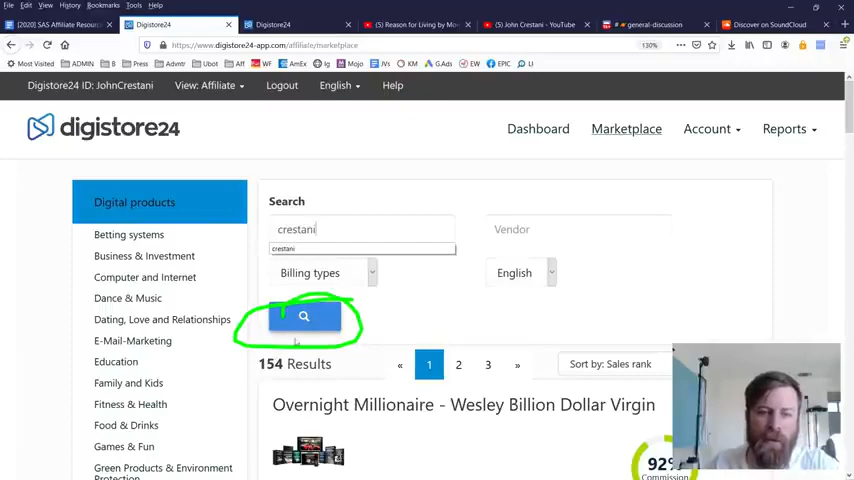 File Edit View History Bookmarks Tools Help
[2020] SAS Affiliate Resourc
Digistore24
Digistore24
(5) Reason for Living by Mo
(5) John Crestani - YouTube
general-discussion
Discover on SoundCloud
https://www.digistore24-app.com/affiliate/marketplace
130%
Most Visited ADMIN B Press Advntr Ubot Aff WF AmEx Ig Mojo JVs KM G.Ads EW EPIC LI
Digistore24 ID: JohnCrestani View: Affiliate Logout English Help
digistore24
Dashboard Marketplace Account Reports
Digital products
Betting systems
Business & Investment
Computer and Internet
Dance & Music
Dating, Love and Relationships
E-Mail-Marketing
Education
Family and Kids
Fitness & Health
Food & Drinks
Games & Fun
Green Products & Environment
Protection
Search
crestani
Vendor
crestani
Billing types
English
154 Results
« 1 2 3 »
Sort by: Sales rank
Overnight Millionaire - Wesley Billion Dollar Virgin
92%
Commission